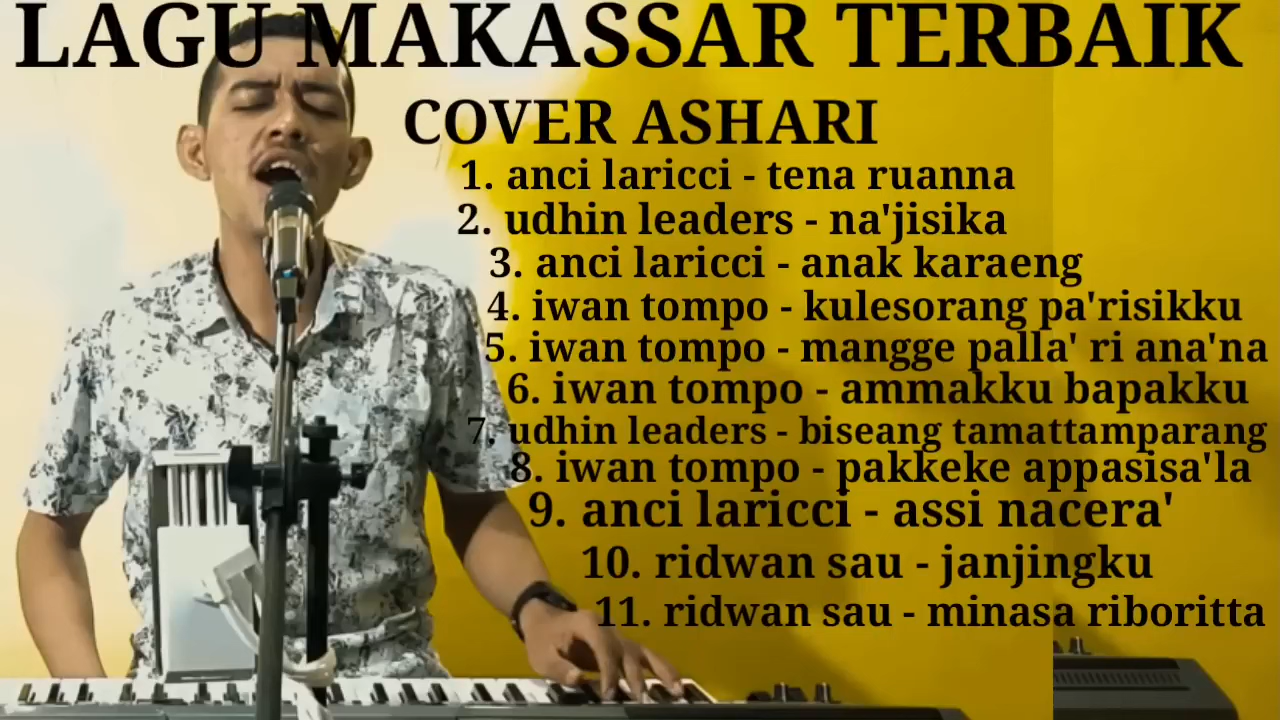 LAGU MAKASSAR TERBAIK
COVER ASHARI
1. anci laricci - tena ruanna
2. udhin leaders - na'jisika
3. anci laricci - anak karaeng
4. iwan tompo - kulesorang pa'risikku
5. iwan tompo - mangge palla' ri ana'na
6. iwan tompo - ammakku bapakku
7. udhin leaders - biseang tamattamparang
8. iwan tompo - pakkeke appasisa'la
9. anci laricci - assi nacera'
10. ridwan sau - janjingku
11. ridwan sau - minasa riboritta